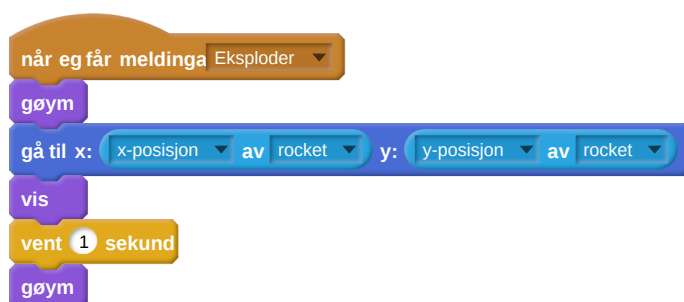 når eg får meldinga Eksploder
gøym
gå til x: x-posisjon av rocket y: y-posisjon av rocket
vis
vent 1 sekund
gøym